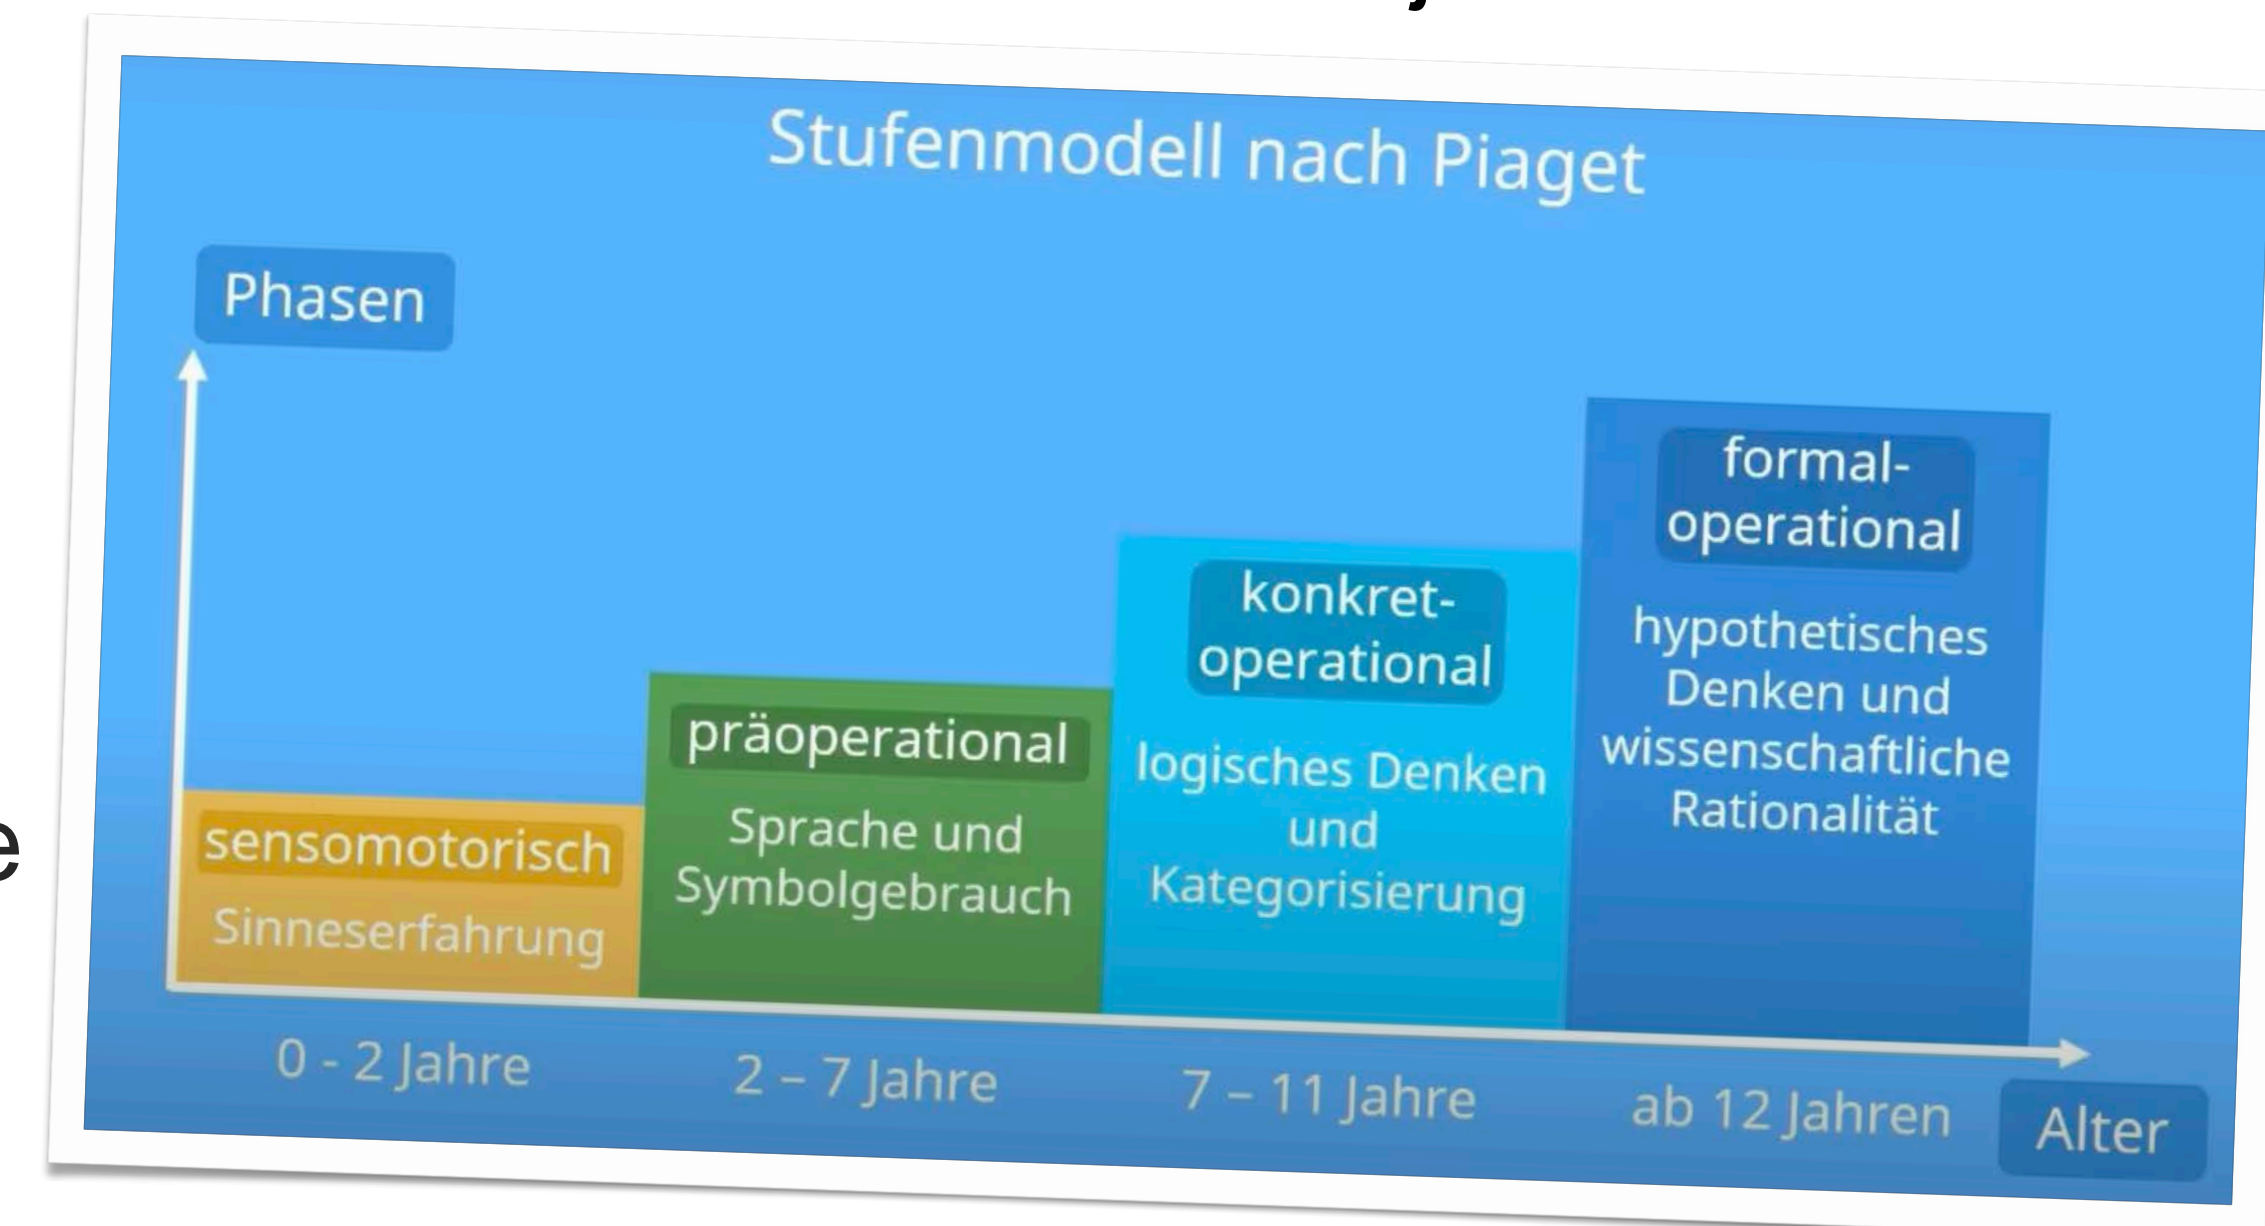 Stufenmodell nach Piaget
Phasen
formal-
operational
hypothetisches
Denken und
wissenschaftliche
Rationalität
konkret-
operational
logisches Denken
und
Kategorisierung
präoperational
Sprache und
Symbolgebrauch
sensomotorisch
Sinneserfahrung
0 - 2 Jahre
2 – 7 Jahre
7 – 11 Jahre
ab 12 Jahren
Alter
e